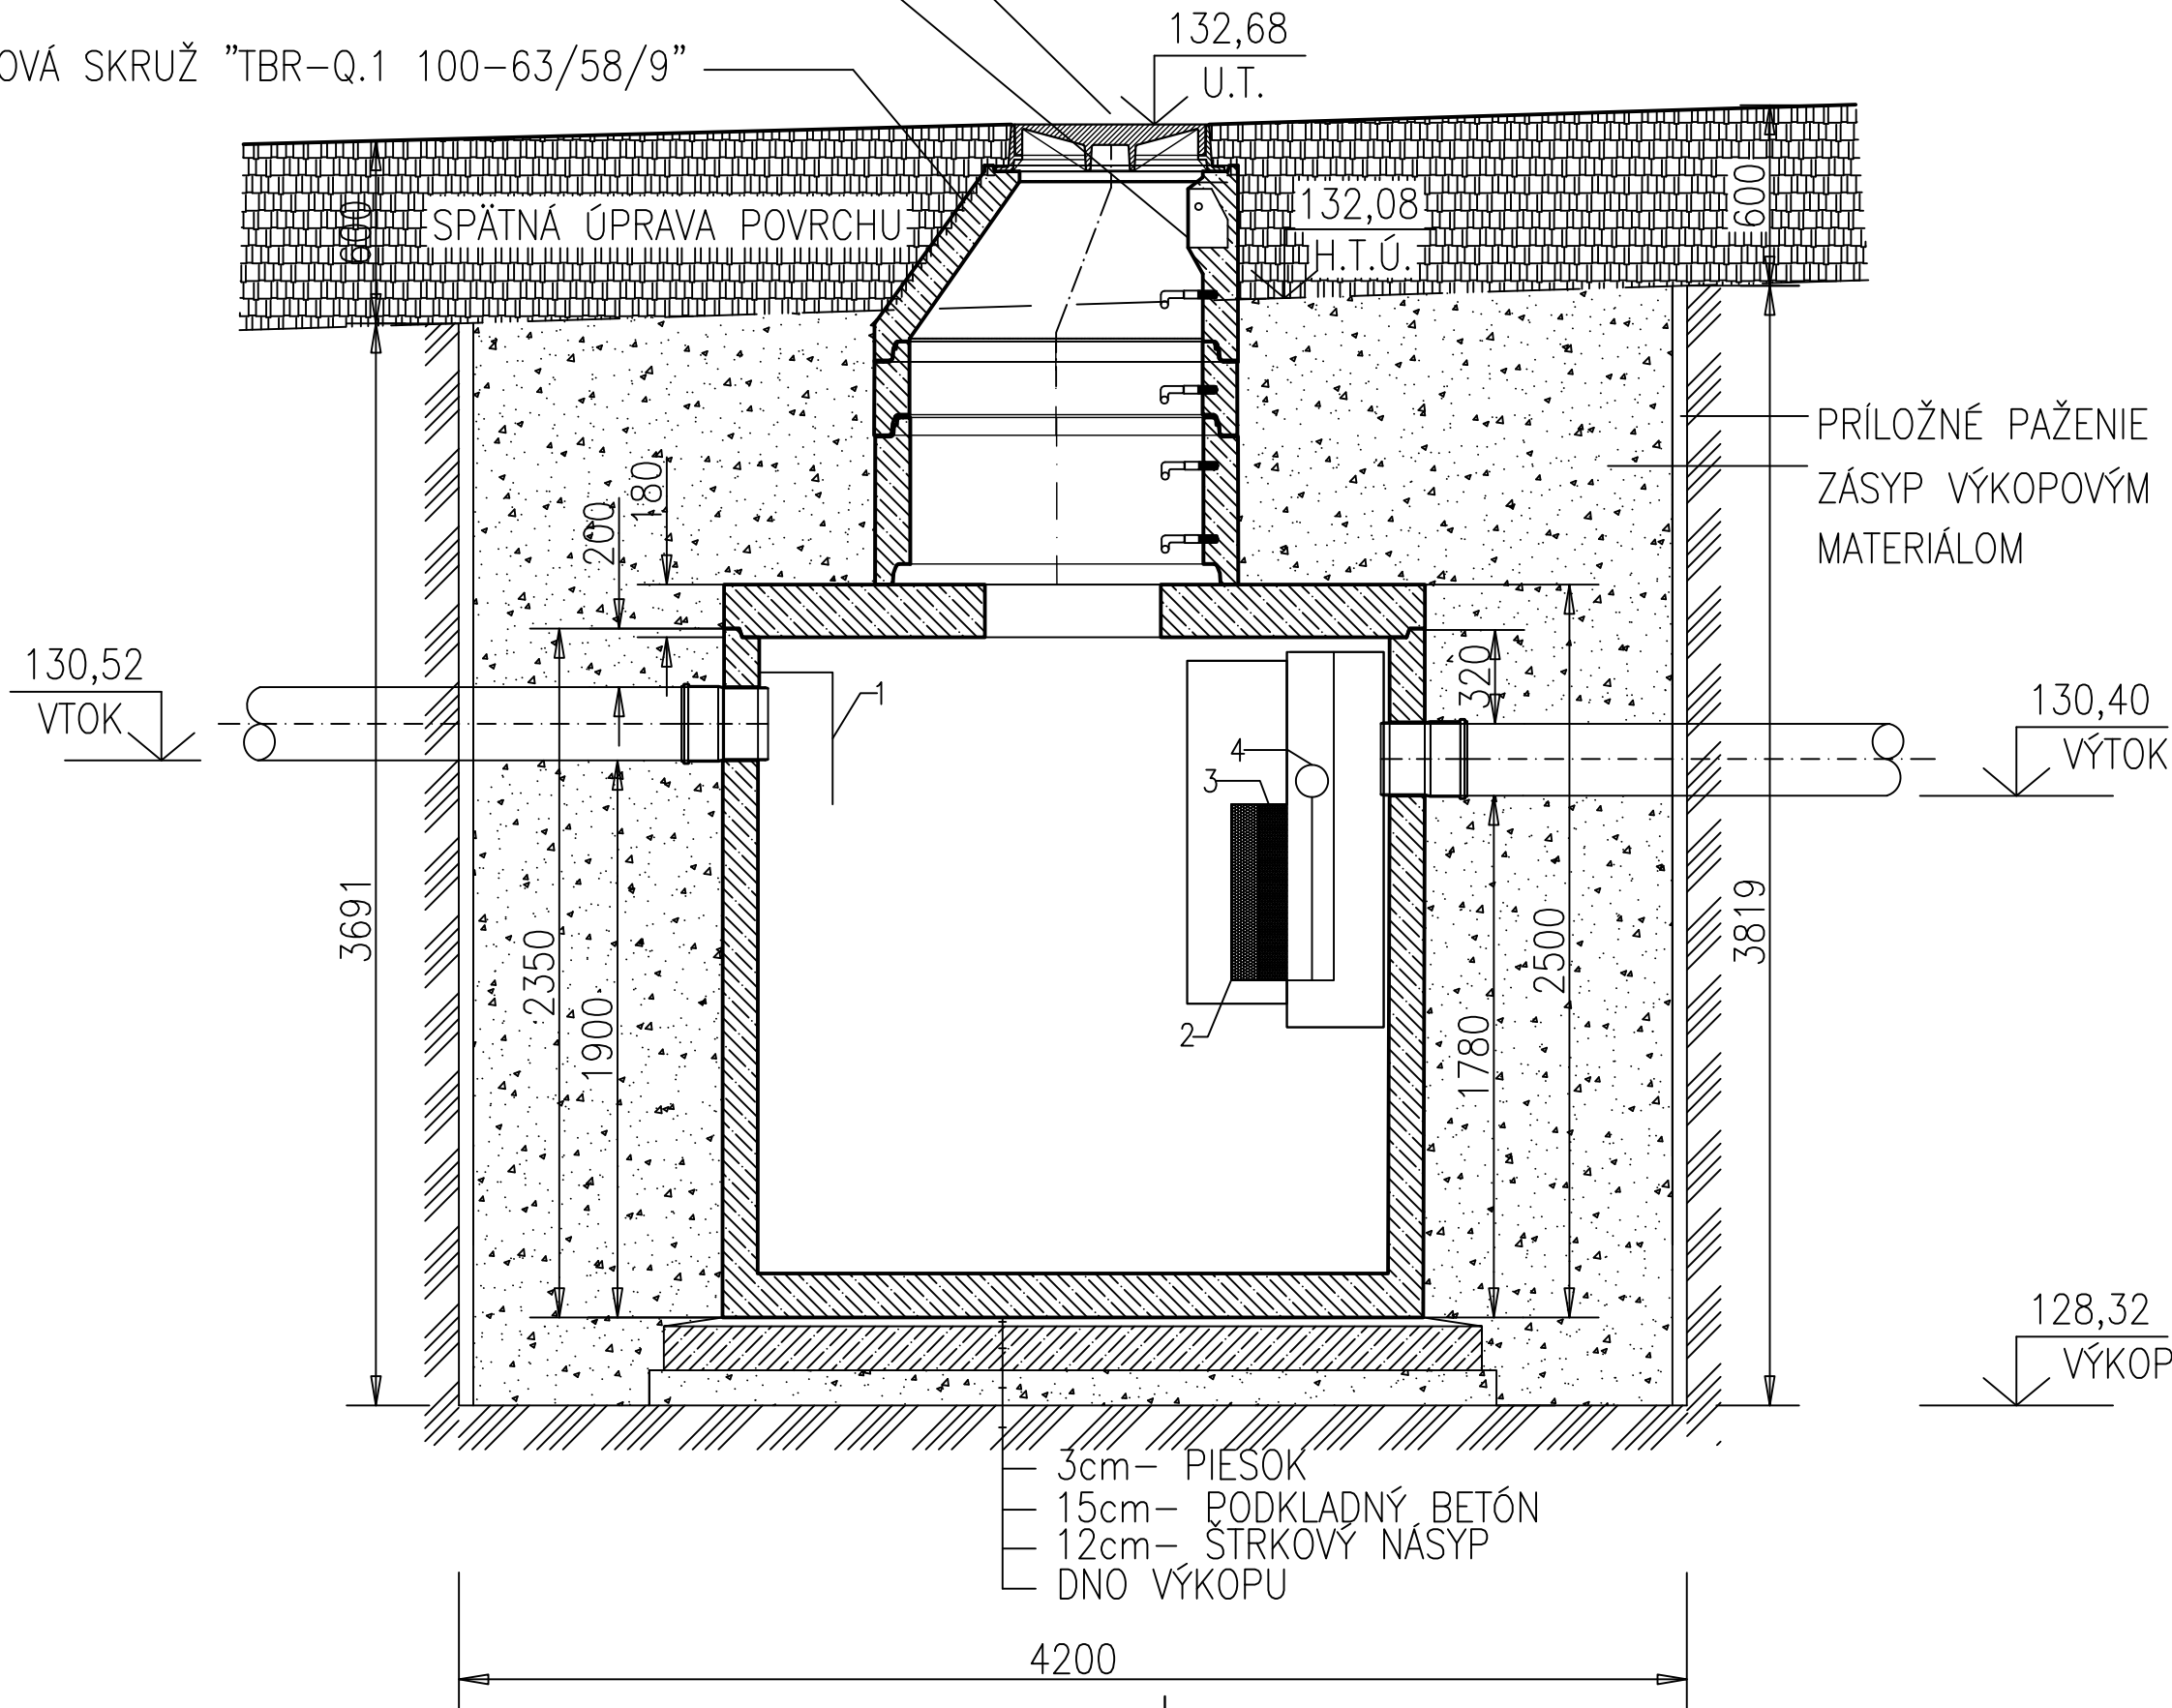 132,68
U.T.
OVÁ SKRUŽ "TBR-Q.1 100-63/58/9"
600
SPÄTNÁ ÚPRAVA POVRCHU
132,08
H.T.Ú.
600
PRÍLOŽNÉ PAŽENIE
ZÁSYP VÝKOPOVÝM
MATERIÁLOM
180
200
130,52
VTOK
1
320
130,40
VÝTOK
4
3
2
3691
2350
1900
1780
2500
3819
128,32
VÝKOP
3cm- PIESOK
15cm- PODKLADNÝ BETÓN
12cm- ŠTRKOVÝ NÁSYP
DNO VÝKOPU
4200